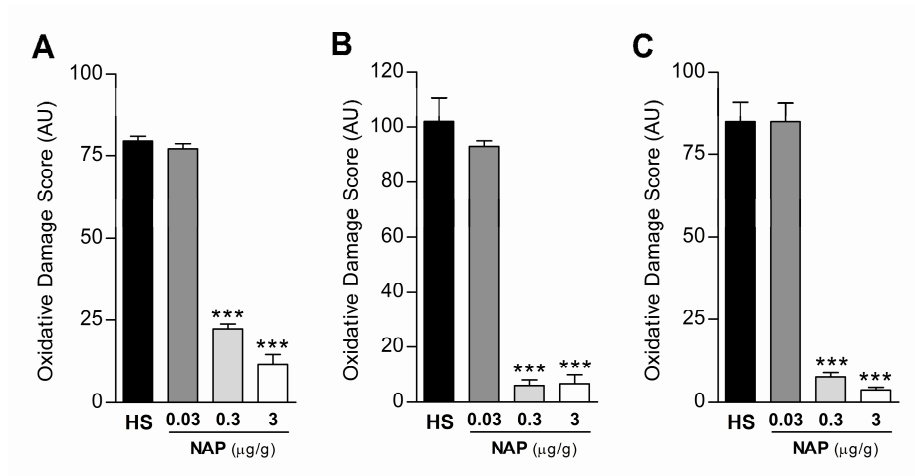 A
Oxidative Damage Score (AU)
100
75
50
25
0
***
***
HS 0.03 0.3 3
NAP (μg/g)
B
Oxidative Damage Score (AU)
120
100
80
60
40
20
0
***
***
HS 0.03 0.3 3
NAP (μg/g)
C
Oxidative Damage Score (AU)
100
75
50
25
0
***
***
HS 0.03 0.3 3
NAP (μg/g)